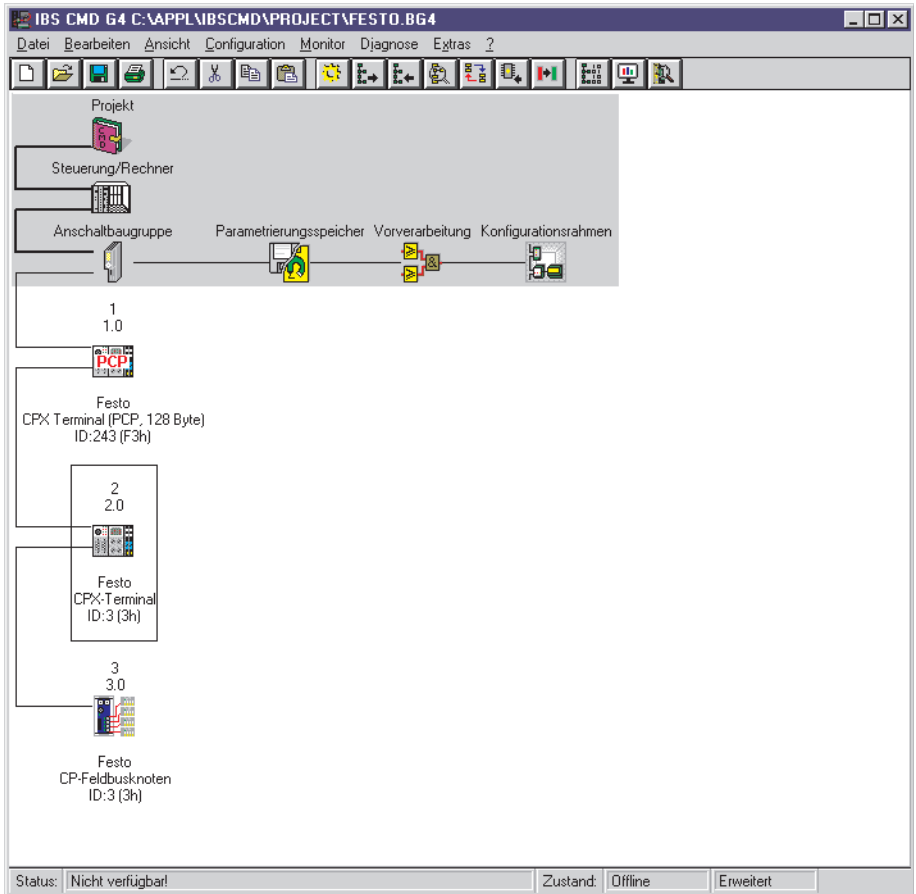 IBS CMD G4 C:\APPL\IBSCMD\PROJECT\FESTO.BG4
Datei Bearbeiten Ansicht Configuration Monitor Diagnose Extras ?
Projekt
Steuerung/Rechner
Anschaltbaugruppe Parametrierungsspeicher Vorverarbeitung Konfigurationsrahmen
1
1.0
PCP
Festo
CPX Terminal (PCP, 128 Byte)
ID:243 (F3h)
2
2.0
Festo
CPX-Terminal
ID:3 (3h)
3
3.0
Festo
CP-Feldbusknoten
ID:3 (3h)
Status: Nicht verfügbar! Zustand: Offline Erweitert